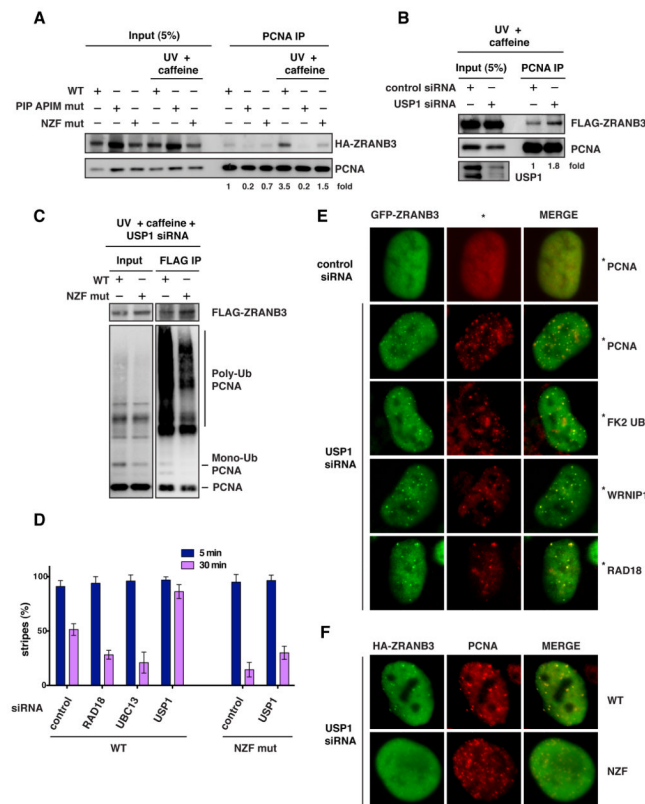 A
Input (5%)
PCNA IP
UV + caffeine
UV + caffeine
WT + − − + − − + − − + − −
PIP APIM mut − + − − + − − + − − + −
NZF mut − − + − − + − − + − − +
HA-ZRANB3
PCNA
1 0.2 0.7 3.5 0.2 1.5 fold
B
UV + caffeine
Input (5%)
PCNA IP
control siRNA + − + −
USP1 siRNA − + − +
FLAG-ZRANB3
PCNA
1 1.8 fold
USP1
C
UV + caffeine + USP1 siRNA
Input
FLAG IP
WT + − + −
NZF mut − + − +
FLAG-ZRANB3
Poly-Ub
PCNA
Mono-Ub
PCNA
PCNA
D
5 min
30 min
stripes (%)
100
50
0
siRNA
control RAD18 UBC13 USP1 control USP1
WT
NZF mut
E
GFP-ZRANB3 * MERGE
control siRNA
*PCNA
USP1 siRNA
*PCNA
*FK2 UB
*WRNIP1
*RAD18
F
HA-ZRANB3 PCNA MERGE
USP1 siRNA
WT
NZF